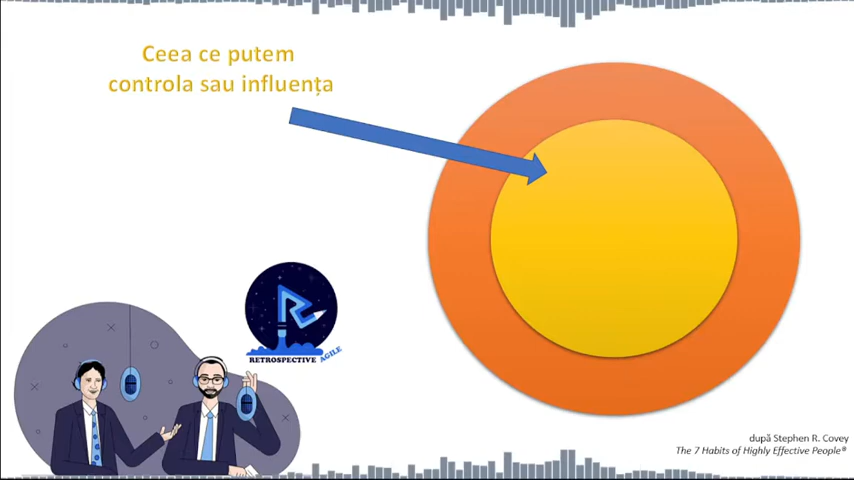 Ceea ce putem
controla sau influența
RETROSPECTIVE AGILE
după Stephen R. Covey
The 7 Habits of Highly Effective People®